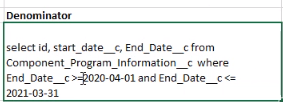 Denominator
select id, start_date__c, End_Date__c from
Component_Program_Information__c where
End_Date__c >=2020-04-01 and End_Date__c <=
2021-03-31